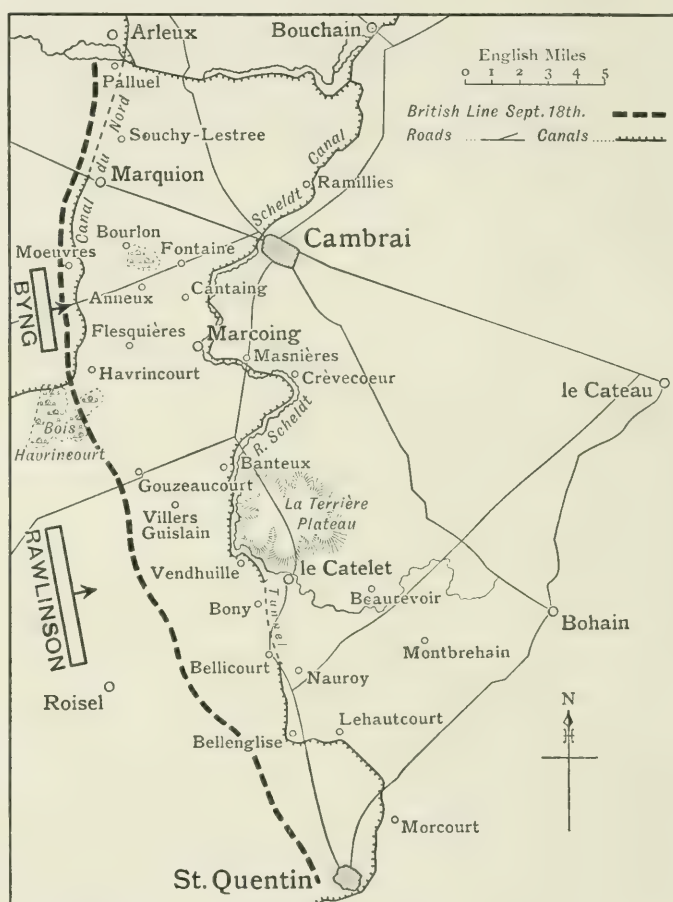 Arleux
Bouchain
Palluel
English Miles
0 1 2 3 4 5
British Line Sept. 18th.
Roads Canals
Canal du Nord
Souchy-Lestree
Marquion
Scheldt Canal
Ramillies
Cambrai
Bourlon
Moeuvres
Fontaine
BYNG
Anneux
Cantaing
Flesquières
Marcoing
Masnières
Havrincourt
Crèvecoeur
le Cateau
Bois
Havrincourt
R. Scheldt
Banteux
Gouzeaucourt
La Terrière
Plateau
Villers
Guislain
RAWLINSON
Vendhuille
le Catelet
Beaurevoir
Bony
Tunnel
Bohain
Montbrehain
Bellicourt
Nauroy
Roisel
N
Lehautcourt
Bellenglise
Morcourt
St. Quentin